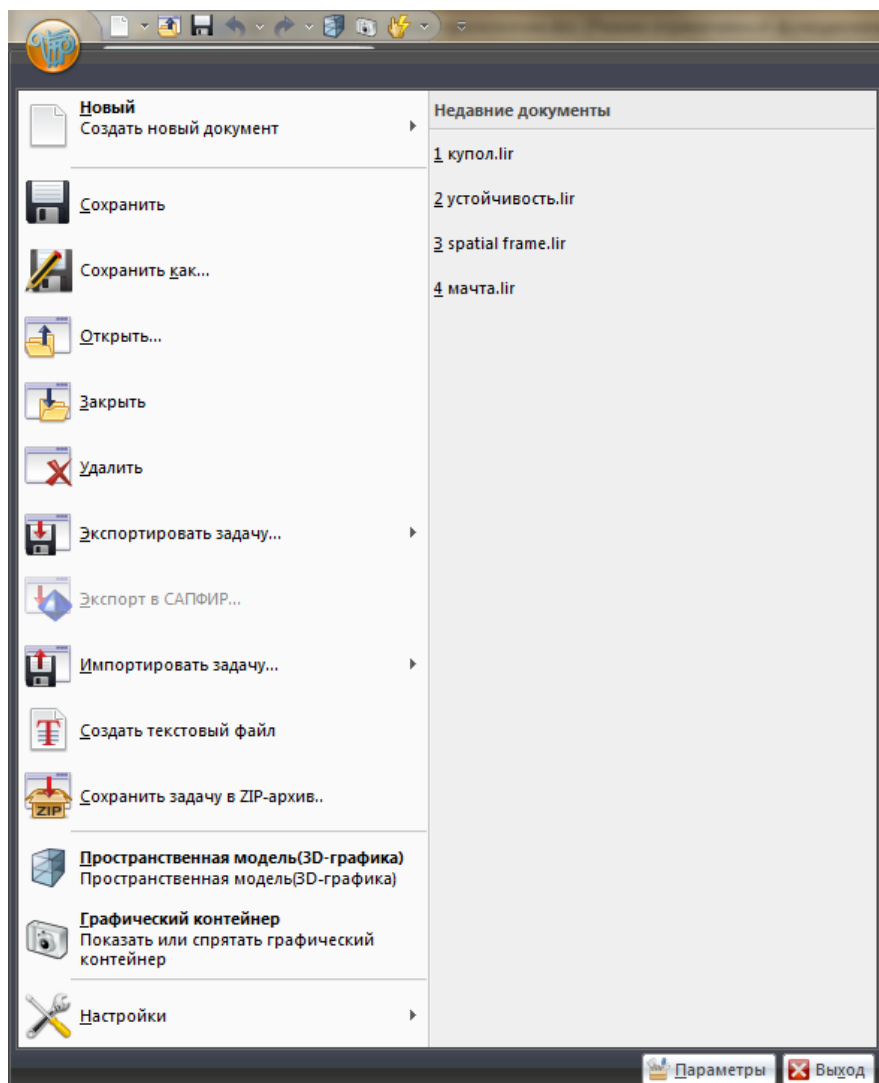 Новый
Создать новый документ
Сохранить
Сохранить как...
Открыть...
Закрыть
Удалить
Экспортировать задачу...
Экспорт в САПФИР...
Импортировать задачу...
Создать текстовый файл
ZIP
Сохранить задачу в ZIP-архив..
Пространственная модель(3D-графика)
Пространственная модель(3D-графика)
Графический контейнер
Показать или спрятать графический
контейнер
Настройки
Недавние документы
1 купол.lir
2 устойчивость.lir
3 spatial frame.lir
4 мачта.lir
Параметры
Выход